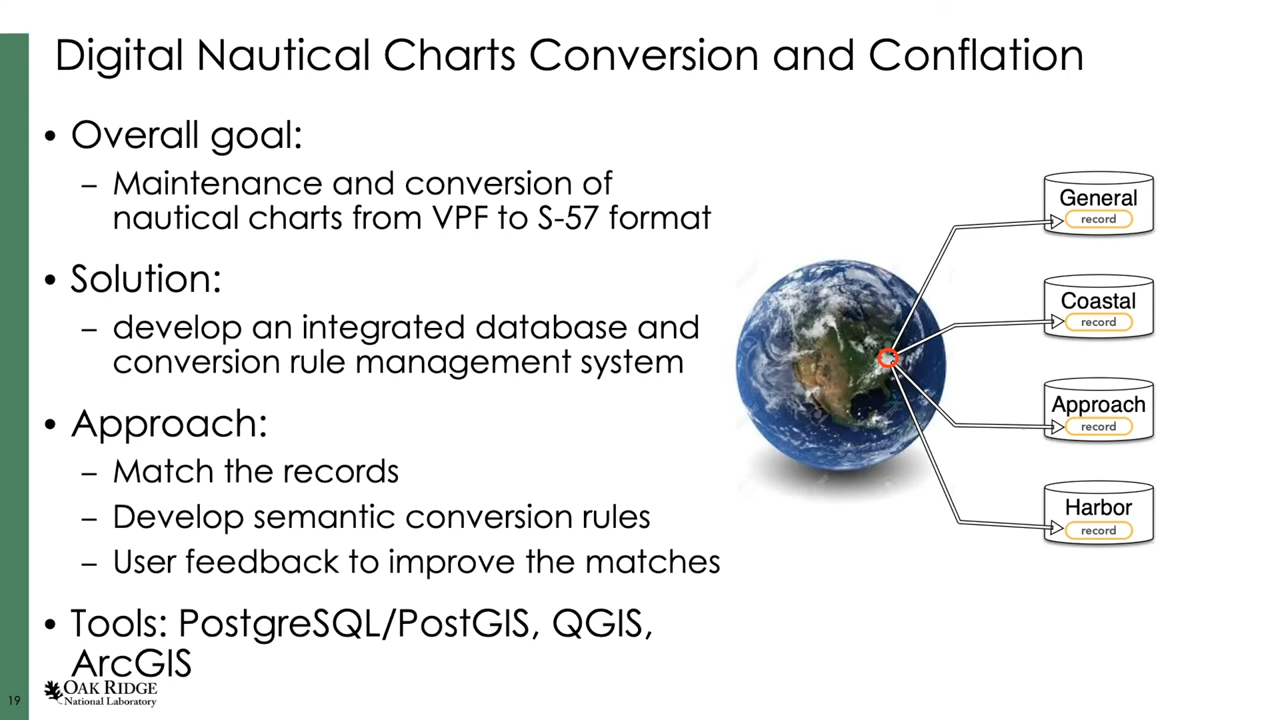 Digital Nautical Charts Conversion and Conflation
• Overall goal:
– Maintenance and conversion of
nautical charts from VPF to S-57 format
• Solution:
– develop an integrated database and
conversion rule management system
• Approach:
– Match the records
– Develop semantic conversion rules
– User feedback to improve the matches
• Tools: PostgreSQL/PostGIS, QGIS,
ArcGIS
General
record
Coastal
record
Approach
record
Harbor
record
19
OAK RIDGE
National Laboratory